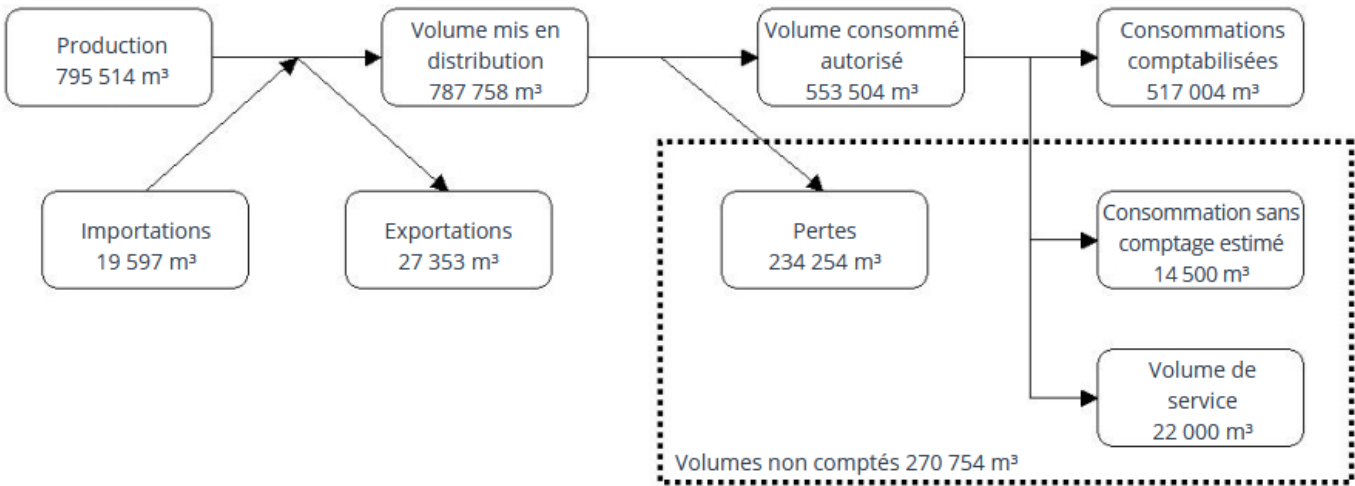 Production
795 514 m³
Volume mis en
distribution
787 758 m³
Volume consommé
autorisé
553 504 m³
Consommations
comptabilisées
517 004 m³
Importations
19 597 m³
Exportations
27 353 m³
Pertes
234 254 m³
Consommation sans
comptage estimé
14 500 m³
Volume de
service
22 000 m³
Volumes non comptés 270 754 m³